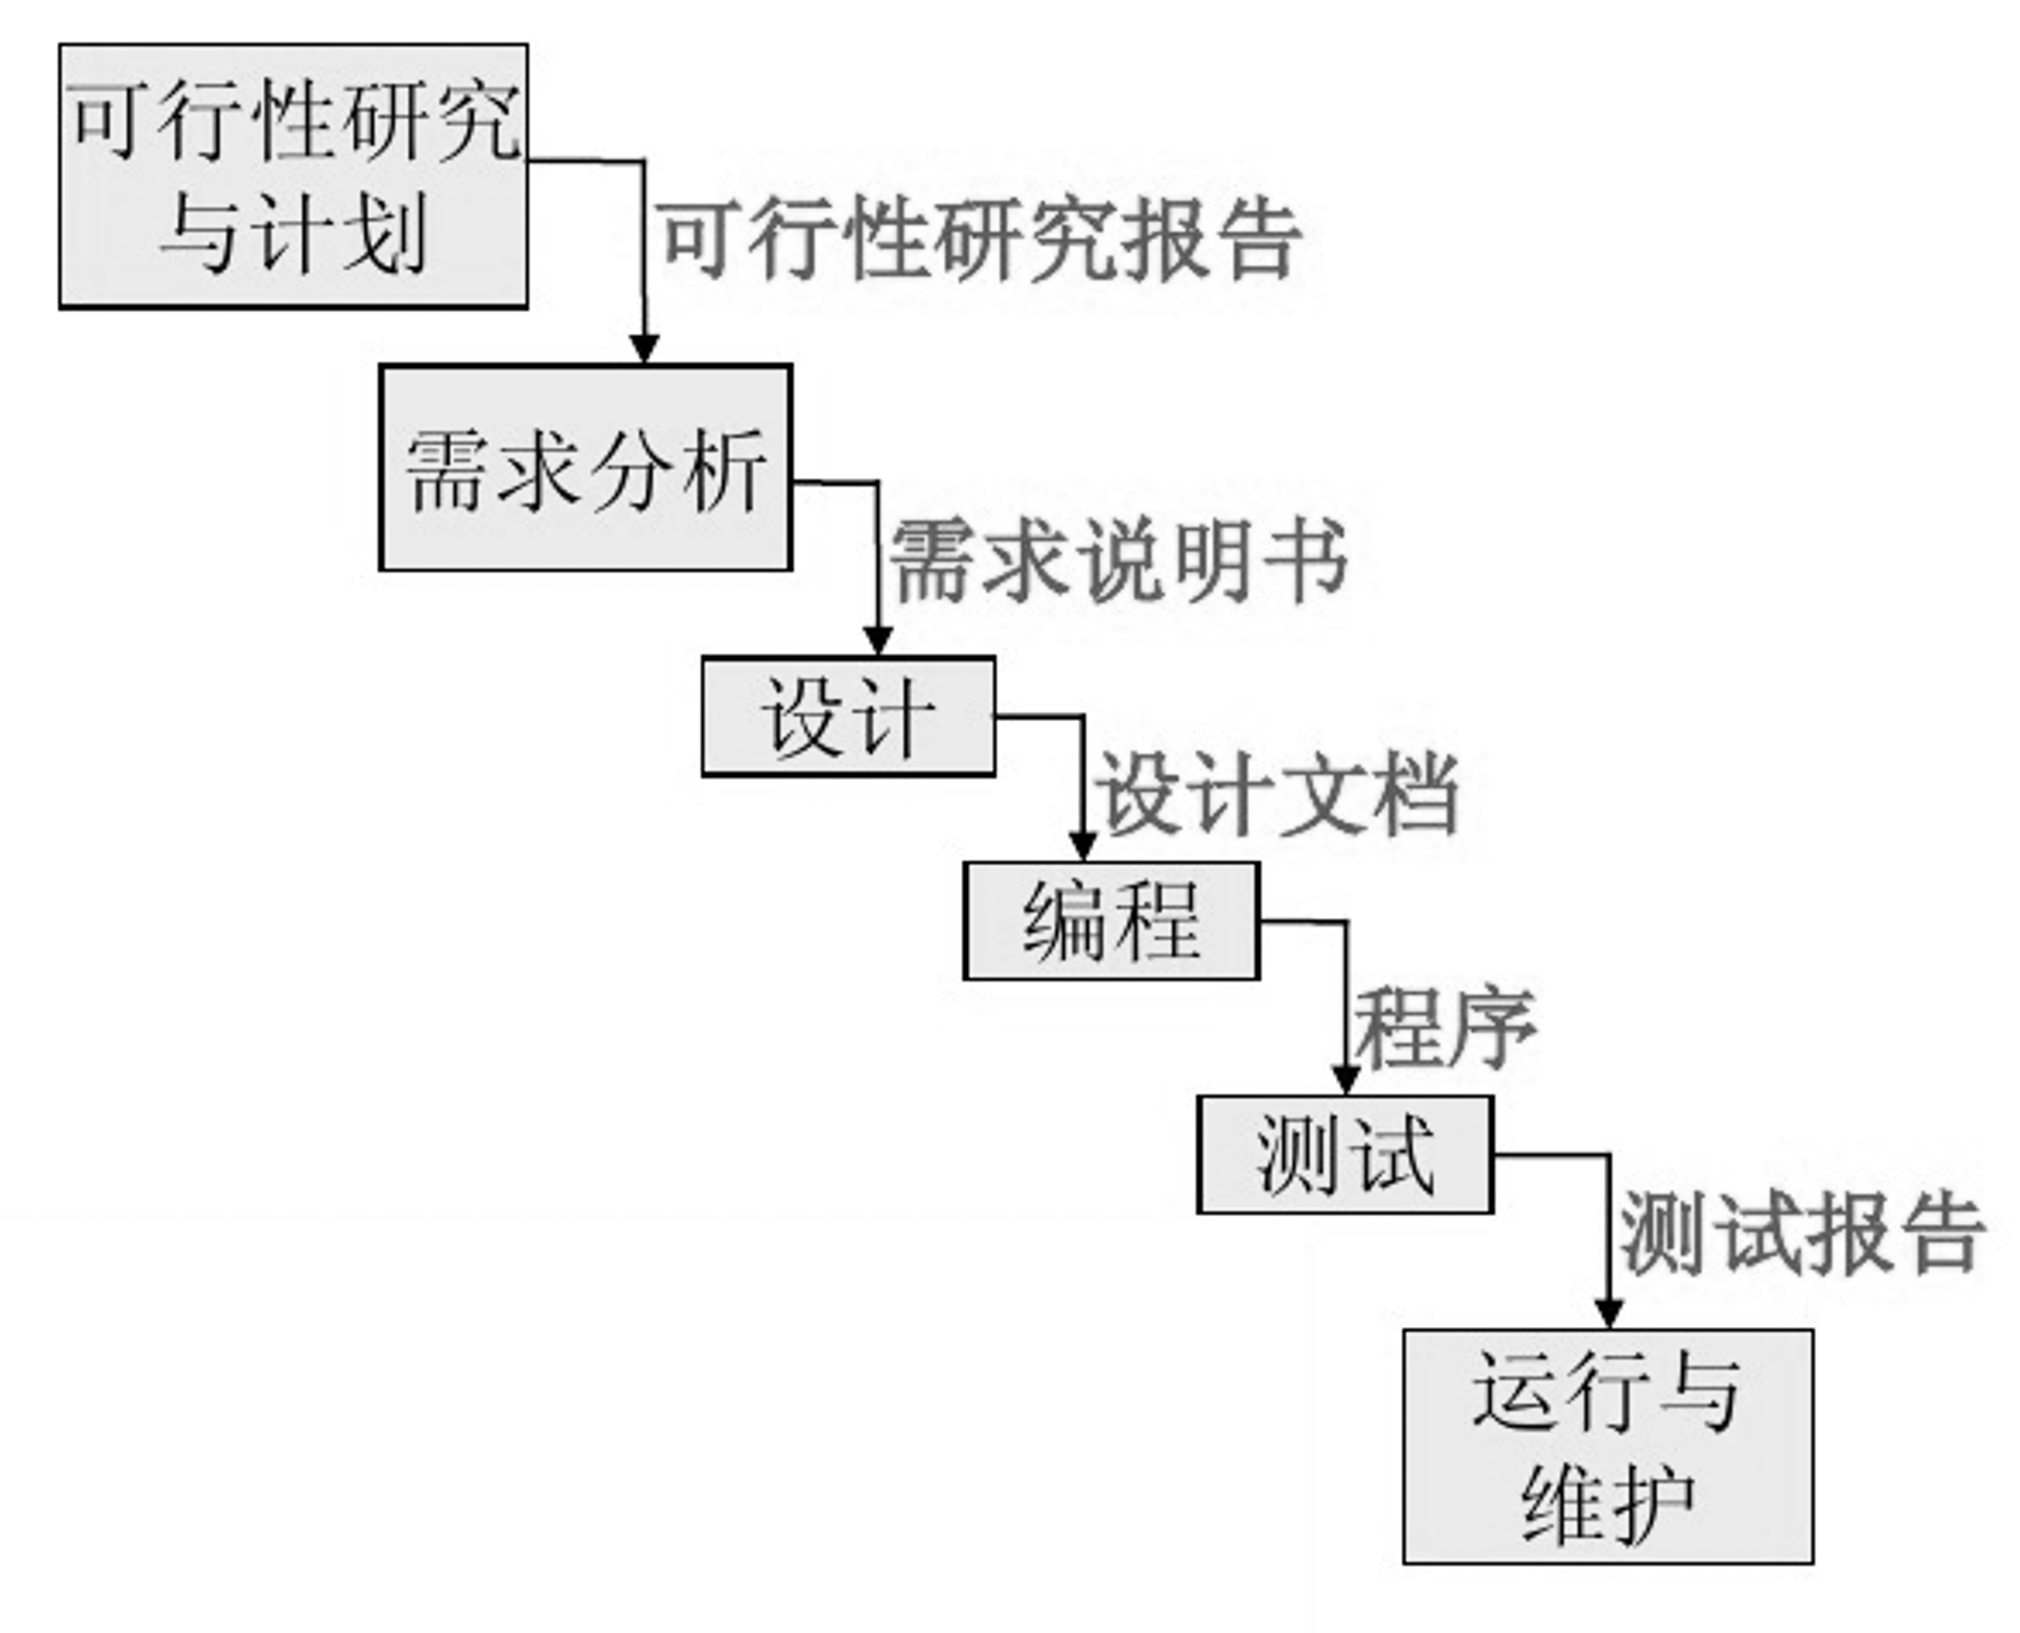 可行性研究
与计划
可行性研究报告
需求分析
需求说明书
设计
设计文档
编程
程序
测试
测试报告
运行与
维护